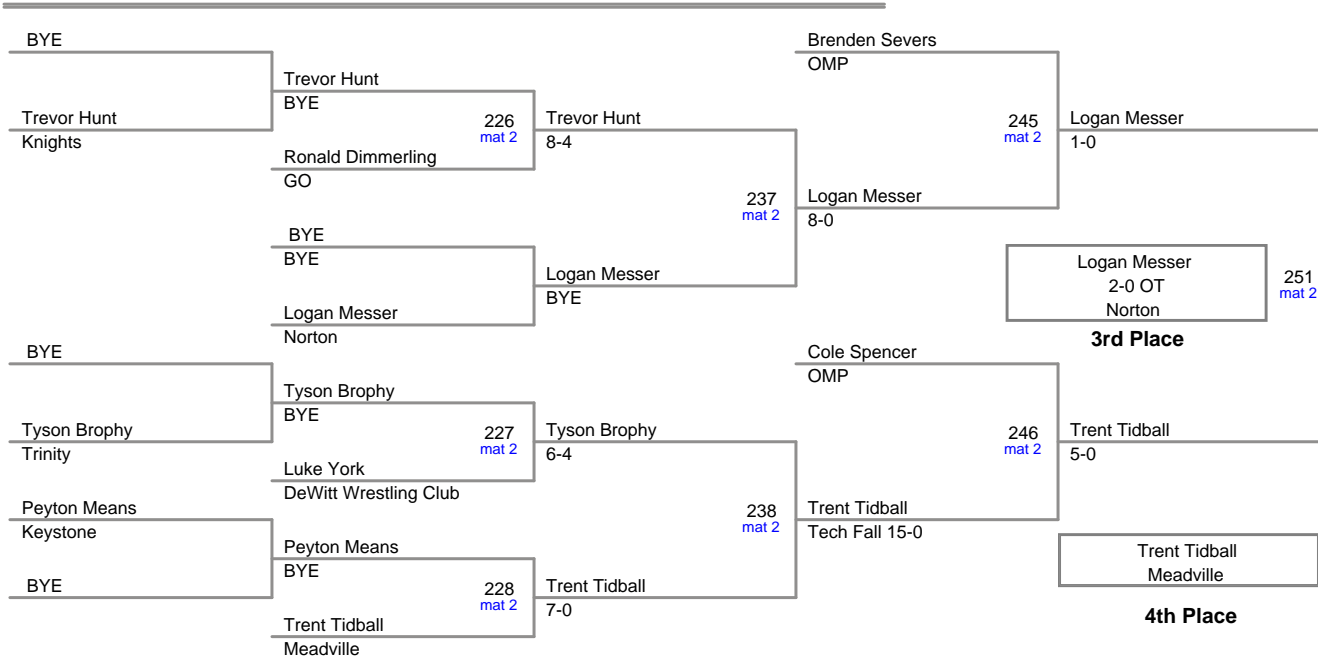 BYE
Trevor Hunt
Knights
Trevor Hunt
BYE
Ronald Dimmerling
GO
226
mat 2
Trevor Hunt
8-4
BYE
BYE
Logan Messer
Norton
Logan Messer
BYE
237
mat 2
Logan Messer
8-0
Brenden Severs
OMP
245
mat 2
Logan Messer
1-0
Logan Messer
2-0 OT
Norton
251
mat 2
3rd Place
BYE
Tyson Brophy
Trinity
Tyson Brophy
BYE
Luke York
DeWitt Wrestling Club
227
mat 2
Tyson Brophy
6-4
Peyton Means
Keystone
BYE
Peyton Means
BYE
Trent Tidball
Meadville
228
mat 2
Trent Tidball
7-0
238
mat 2
Trent Tidball
Tech Fall 15-0
Cole Spencer
OMP
246
mat 2
Trent Tidball
5-0
Trent Tidball
Meadville
4th Place